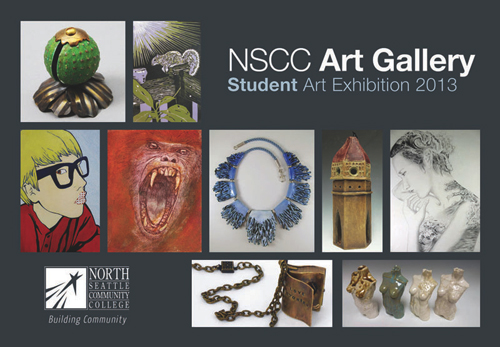 NSCC Art Gallery
Student Art Exhibition 2013
NORTH
SEATTLE
COMMUNITY
COLLEGE
Building Community